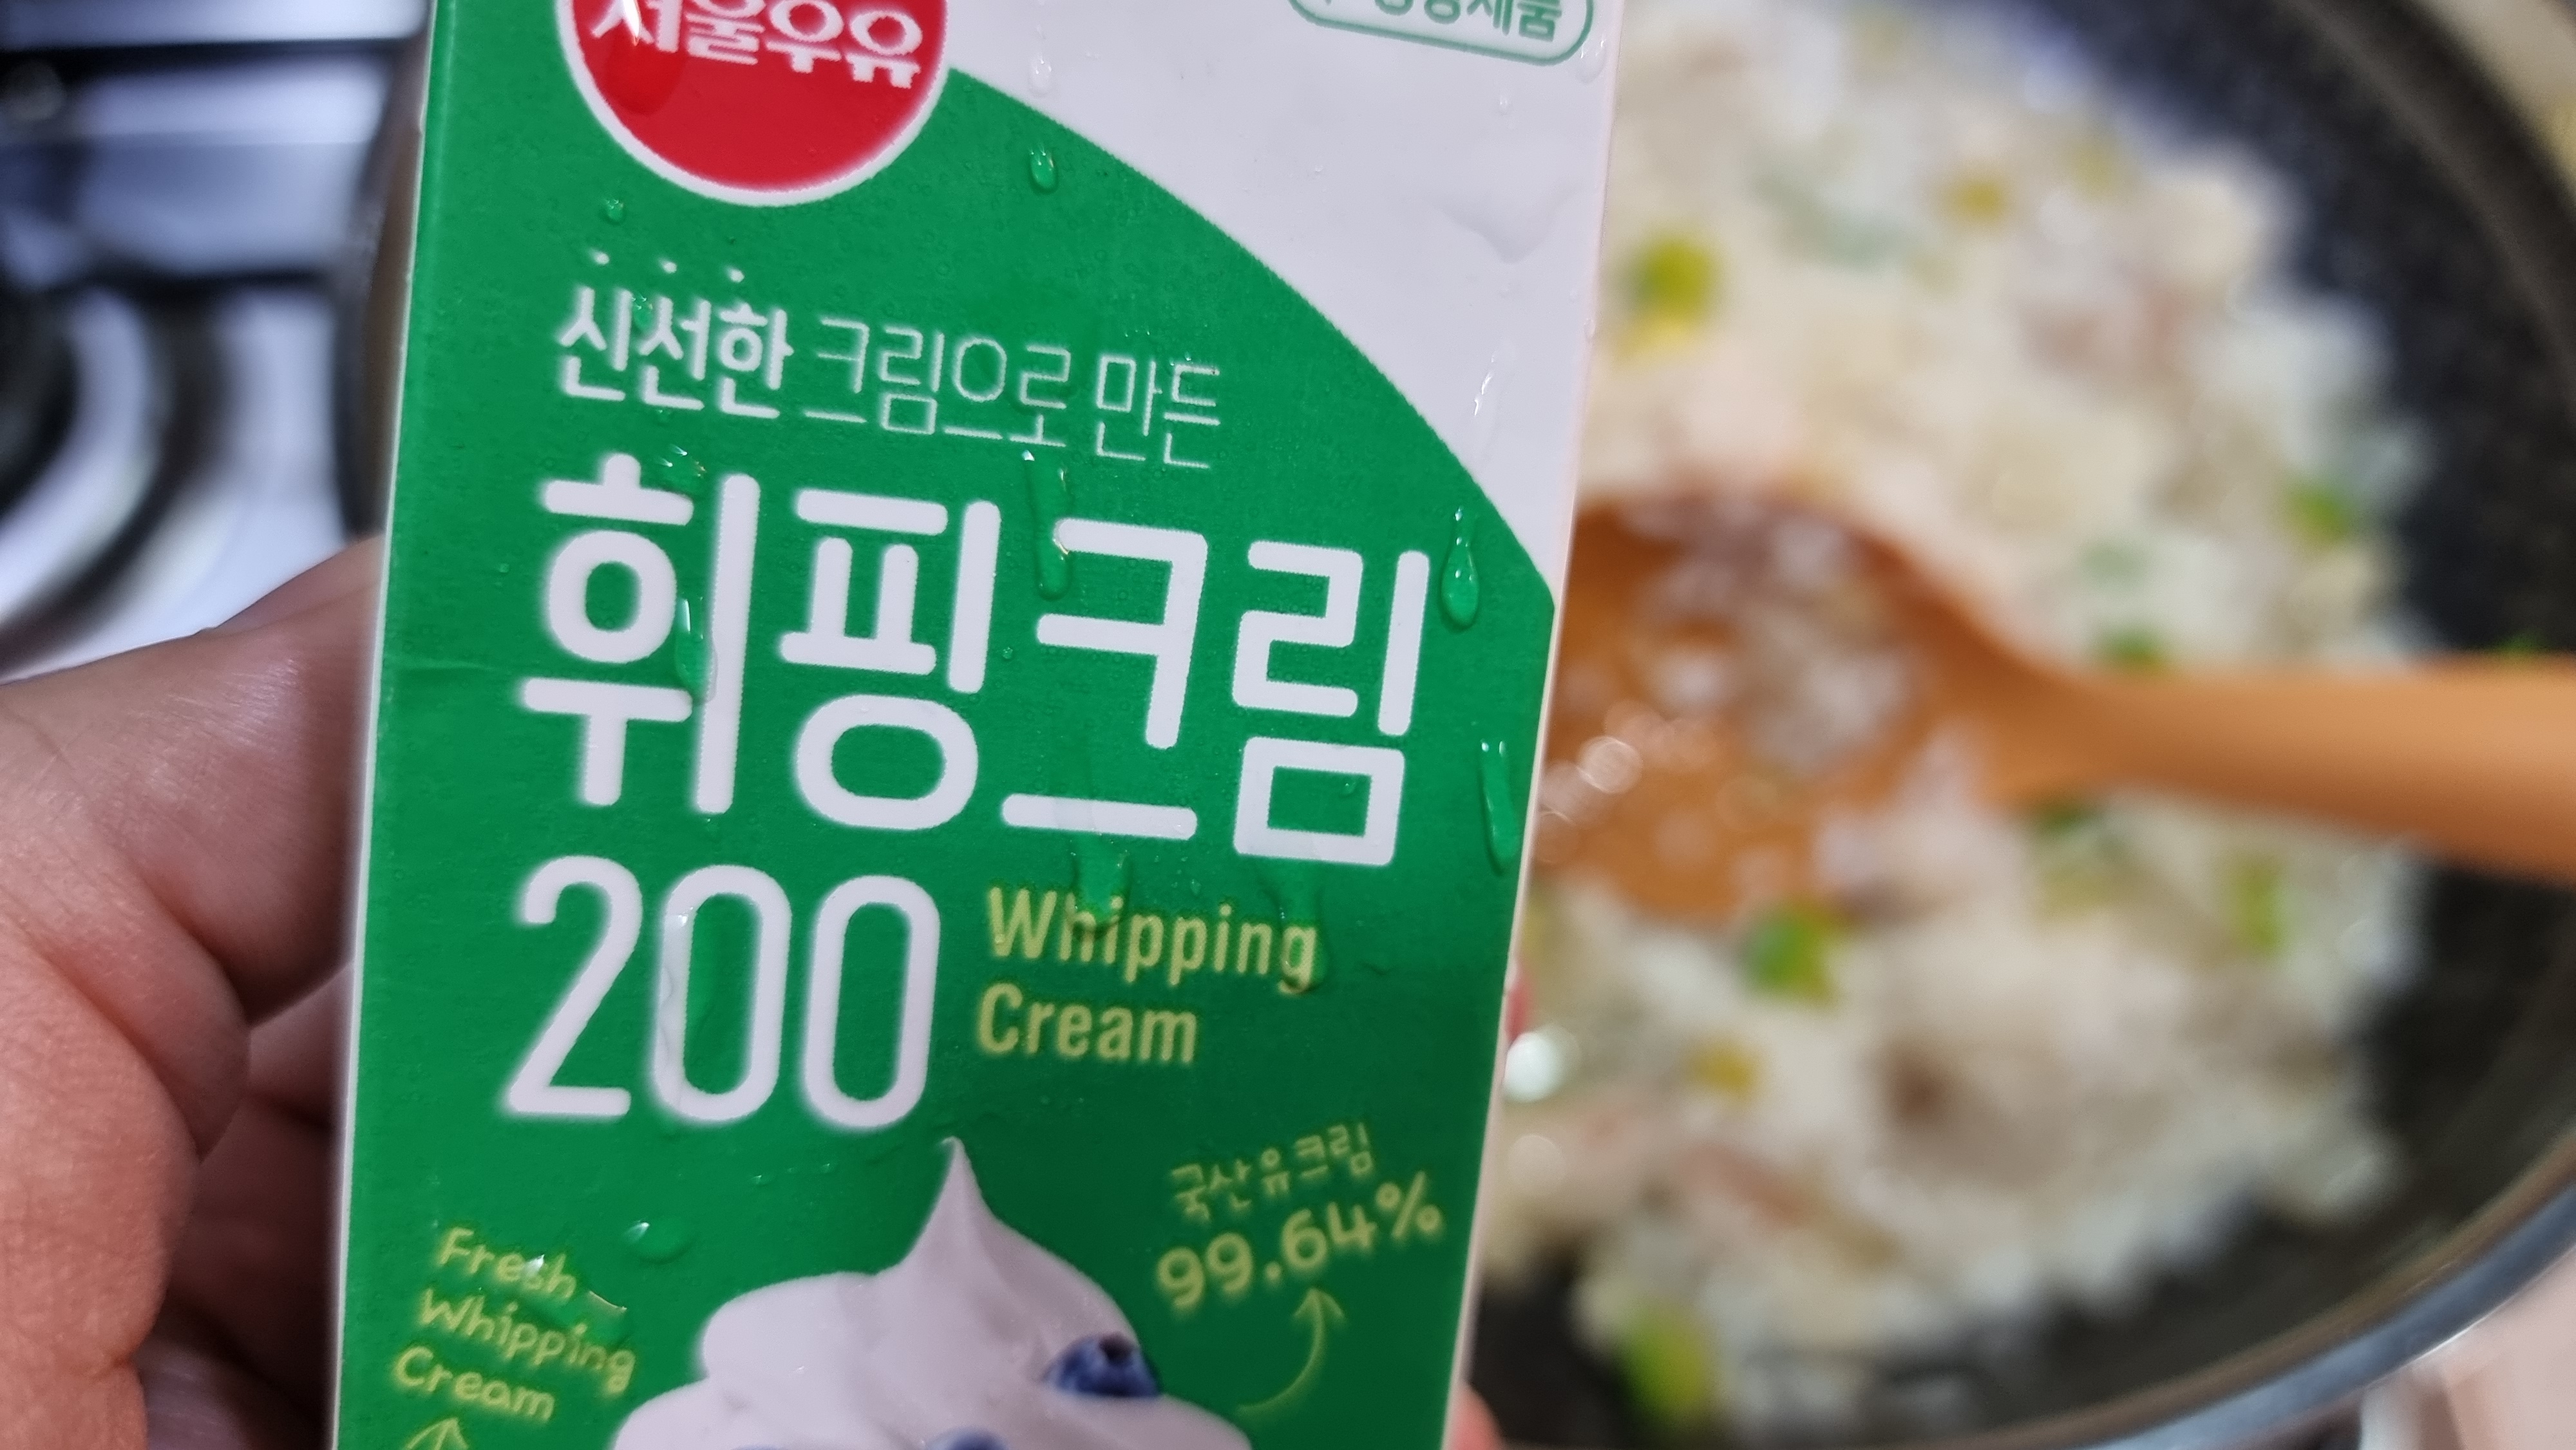 서울우유
신선한 크림으로 만든
휘핑크림
200 Whipping
Cream
국산유크림
99.64%
Fresh
Whipping
Cream